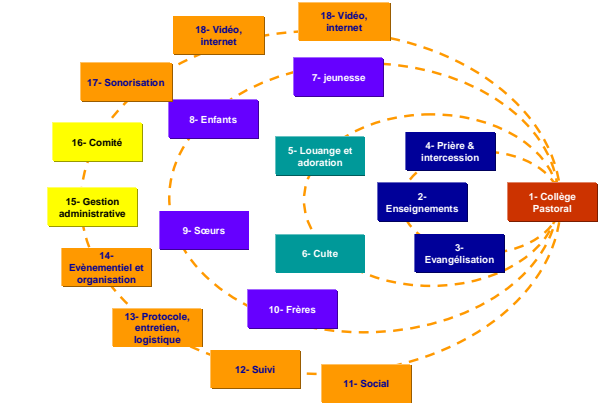 18- Vidéo,
internet
18- Vidéo,
internet
17- Sonorisation
7- jeunesse
8- Enfants
16- Comité
5- Louange et
adoration
4- Prière &
intercession
15- Gestion
administrative
2-
Enseignements
1- Collège
Pastoral
9- Sœurs
6- Culte
3-
Evangélisation
14-
Evènementiel et
organisation
10- Frères
13- Protocole,
entretien,
logistique
12- Suivi
11- Social